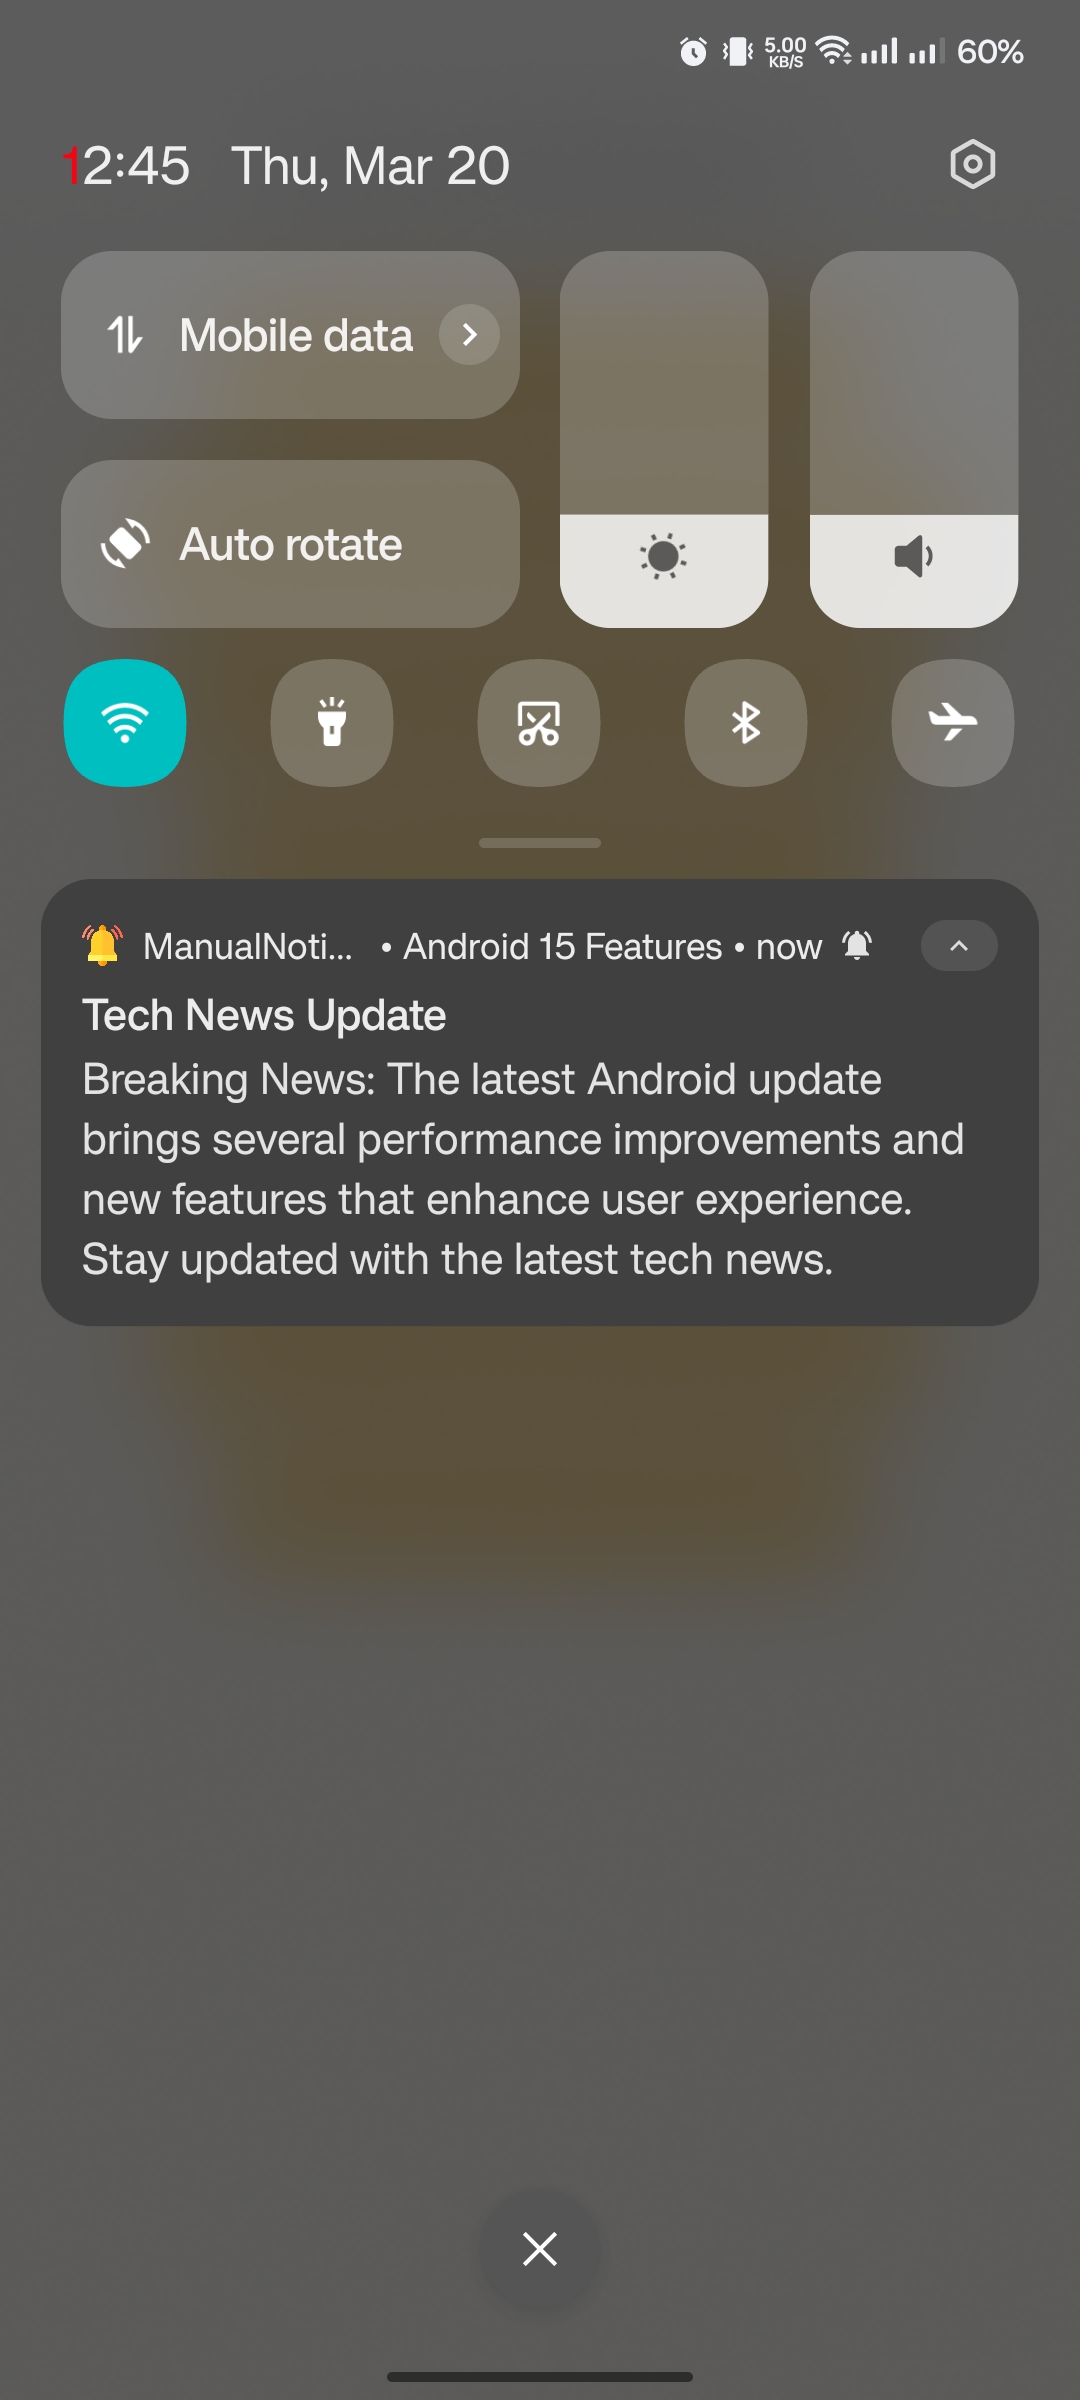 5.00 KB/S 60%
12:45 Thu, Mar 20
Mobile data
Auto rotate
ManualNoti... • Android 15 Features • now
Tech News Update
Breaking News: The latest Android update
brings several performance improvements and
new features that enhance user experience.
Stay updated with the latest tech news.